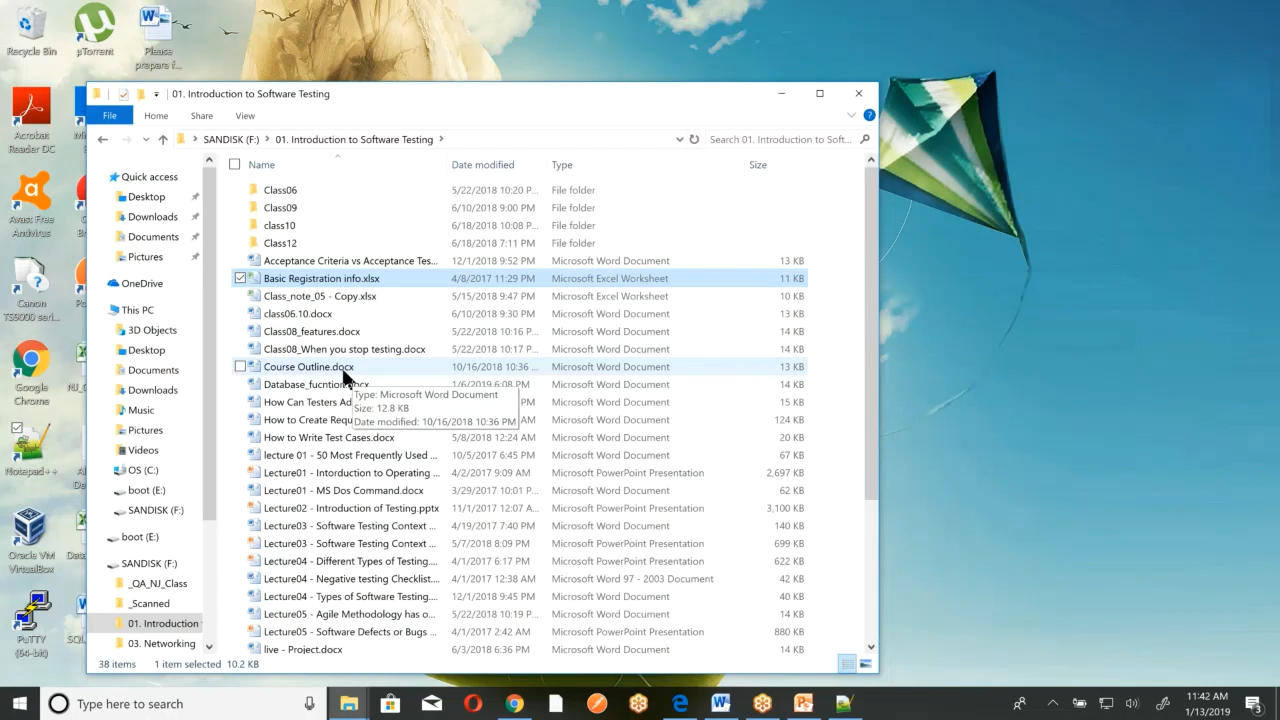 Recycle Bin
µTorrent
Please prepare f...
Acrobat Reader DC
Avast Free Antivirus
Canon TS9000 seri...
Google Chrome
Notepad++
Oracle VM VirtualBox
PuTTY (64-bit)
01. Introduction to Software Testing
File Home Share View
SANDISK (F:) 01. Introduction to Software Testing
Search 01. Introduction to Soft...
Quick access
Desktop
Downloads
Documents
Pictures
OneDrive
This PC
3D Objects
Desktop
Documents
Downloads
Music
Pictures
Videos
OS (C:)
boot (E:)
SANDISK (F:)
boot (E:)
SANDISK (F:)
_QA_NJ_Class
_Scanned
01. Introduction
03. Networking
Name Date modified Type Size
Class06 5/22/2018 10:20 P... File folder
Class09 6/10/2018 9:00 PM File folder
class10 6/18/2018 10:08 P... File folder
Class12 6/18/2018 7:11 PM File folder
Acceptance Criteria vs Acceptance Tes... 12/1/2018 9:52 PM Microsoft Word Document 13 KB
Basic Registration info.xlsx 4/8/2017 11:29 PM Microsoft Excel Worksheet 11 KB
Class_note_05 - Copy.xlsx 5/15/2018 9:47 PM Microsoft Excel Worksheet 10 KB
class06.10.docx 6/10/2018 9:30 PM Microsoft Word Document 13 KB
Class08_features.docx 5/22/2018 10:16 P... Microsoft Word Document 14 KB
Class08_When you stop testing.docx 5/22/2018 10:17 P... Microsoft Word Document 14 KB
Course Outline.docx 10/16/2018 10:36 ... Microsoft Word Document 13 KB
Database_fucntion 1/6/2019 6:08 PM Microsoft Word Document 14 KB
How Can Testers Ad PM Microsoft Word Document 15 KB
How to Create Requ AM Microsoft Word Document 124 KB
Type: Microsoft Word Document
Size: 12.8 KB
Date modified: 10/16/2018 10:36 PM
How to Write Test Cases.docx 5/8/2018 12:24 AM Microsoft Word Document 20 KB
lecture 01 - 50 Most Frequently Used ... 10/5/2017 6:45 PM Microsoft Word Document 67 KB
Lecture01 - Intorduction to Operating ... 4/2/2017 9:09 AM Microsoft PowerPoint Presentation 2,697 KB
Lecture01 - MS Dos Command.docx 3/29/2017 10:01 P... Microsoft Word Document 62 KB
Lecture02 - Introduction of Testing.pptx 11/1/2017 12:07 A... Microsoft PowerPoint Presentation 3,100 KB
Lecture03 - Software Testing Context ... 4/19/2017 7:40 PM Microsoft Word Document 140 KB
Lecture03 - Software Testing Context ... 5/7/2018 8:09 PM Microsoft PowerPoint Presentation 699 KB
Lecture04 - Different Types of Testing.... 4/1/2017 6:17 PM Microsoft PowerPoint Presentation 622 KB
Lecture04 - Negative testing Checklist.... 4/1/2017 12:38 AM Microsoft Word 97 - 2003 Document 42 KB
Lecture04 - Types of Software Testing.... 12/1/2018 9:45 PM Microsoft Word Document 40 KB
Lecture05 - Agile Methodology has o... 5/22/2018 10:19 P... Microsoft Word Document 14 KB
Lecture05 - Software Defects or Bugs ... 4/1/2017 2:42 AM Microsoft PowerPoint Presentation 880 KB
live - Project.docx 6/3/2018 6:36 PM Microsoft Word Document 14 KB
38 items 1 item selected 10.2 KB
Type here to search
11:42 AM
1/13/2019
3